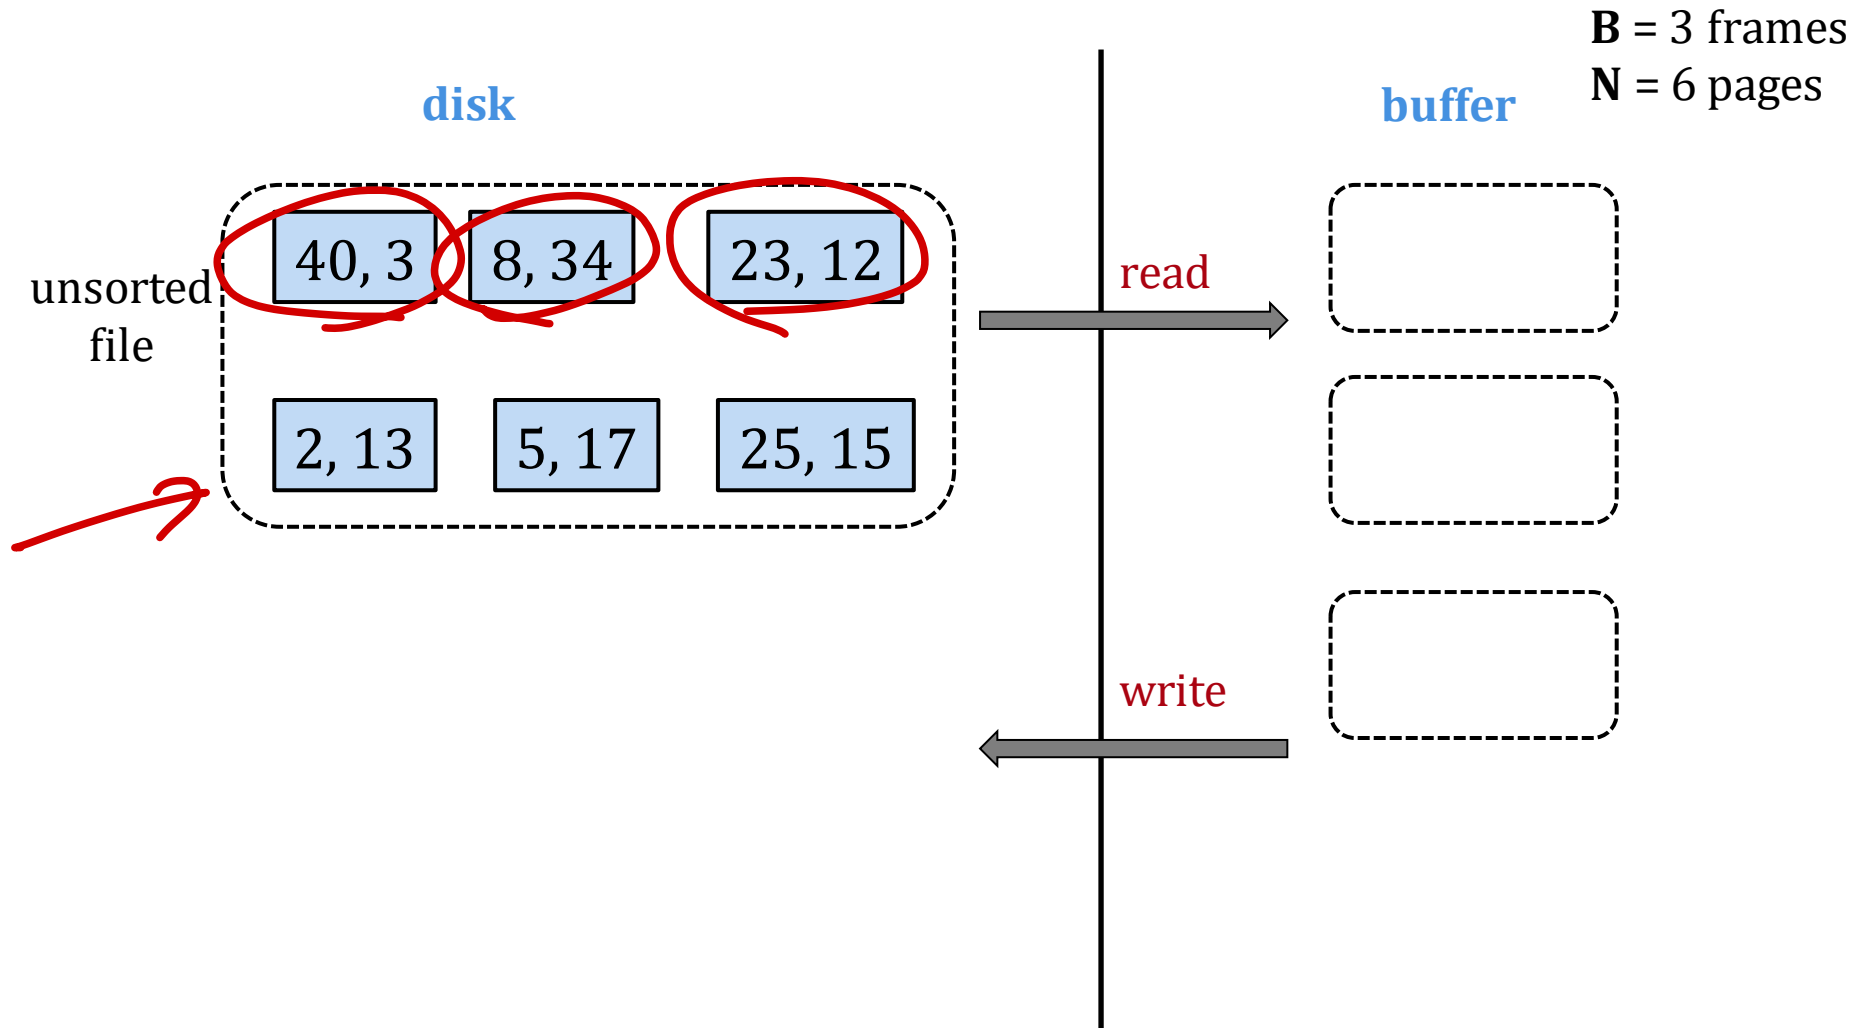 B = 3 frames
N = 6 pages
disk
buffer
unsorted
file
40, 3
8, 34
23, 12
2, 13
5, 17
25, 15
read
write